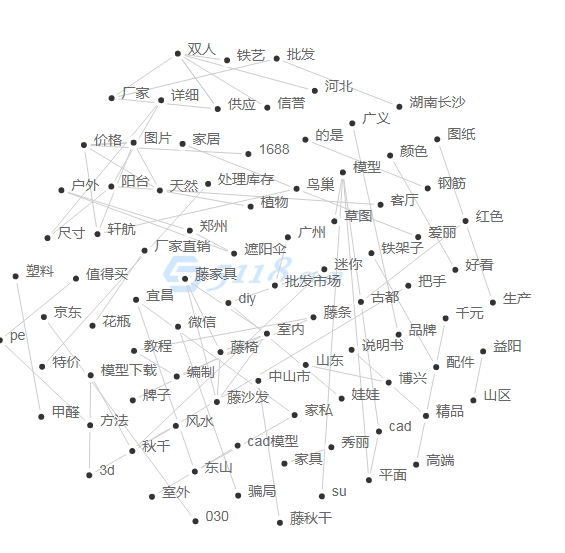 双人
铁艺
批发
厂家
详细
供应
信誉
河北
湖南长沙
广义
价格
图片
家居
1688
的是
颜色
图纸
户外
阳台
天然
处理库存
鸟巢
模型
钢筋
植物
客厅
草图
红色
尺寸
轩航
郑州
广州
爱丽
厂家直销
遮阳伞
铁架子
塑料
值得买
藤家具
批发市场
迷你
把手
好看
京东
宜昌
diy
古都
生产
花瓶
微信
藤条
千元
pe
教程
藤椅
室内
说明书
品牌
益阳
特价
模型下载
编制
中山市
山东
博兴
配件
牌子
藤沙发
娃娃
山区
甲醛
方法
风水
家私
精品
秋千
cad模型
秀丽
cad
3d
东山
家具
平面
高端
室外
骗局
su
030
藤秋千